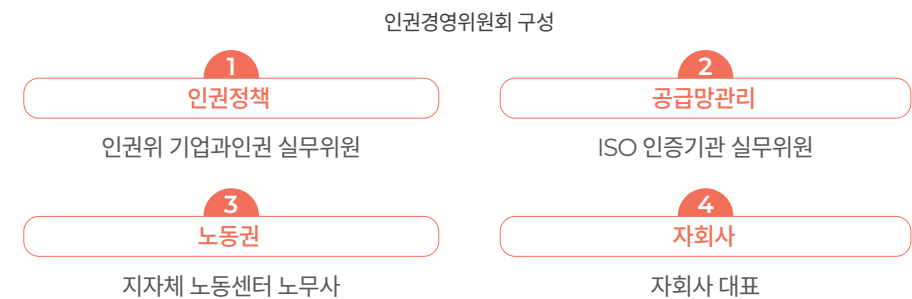 인권경영위원회 구성
1
인권정책
인권위 기업과인권 실무위원
2
공급망관리
ISO 인증기관 실무위원
3
노동권
지자체 노동센터 노무사
4
자회사
자회사 대표